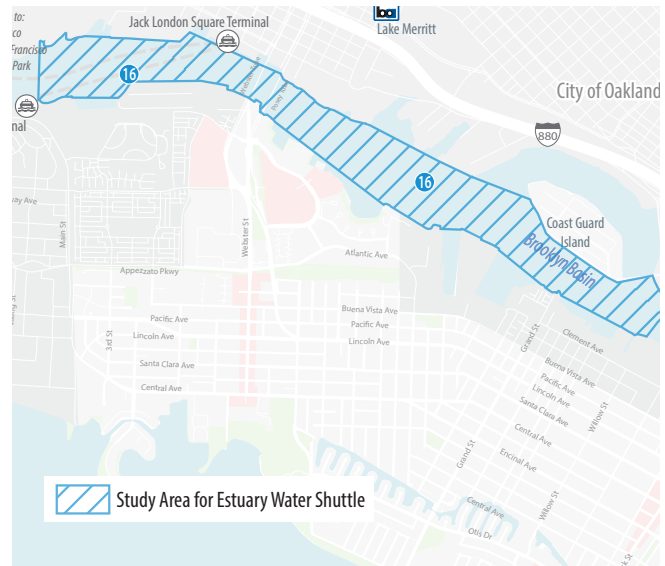 to:
co
Francisco
Park
nal
Jack London Square Terminal
Lake Merritt
City of Oakland
880
16
16
Coast Guard
Island
Brooklyn Basin
Webster St
Main St
Atlantic Ave
Appezzato Pkwy
3rd St
Pacific Ave
Lincoln Ave
Santa Clara Ave
Central Ave
Buena Vista Ave
Pacific Ave
Lincoln Ave
Grand St
Clement Ave
Buena Vista Ave
Pacific Ave
Lincoln Ave
Santa Clara Ave
Willow St
Central Ave
Encinal Ave
Grand St
Willow St
Central Ave
Otis Dr
Study Area for Estuary Water Shuttle